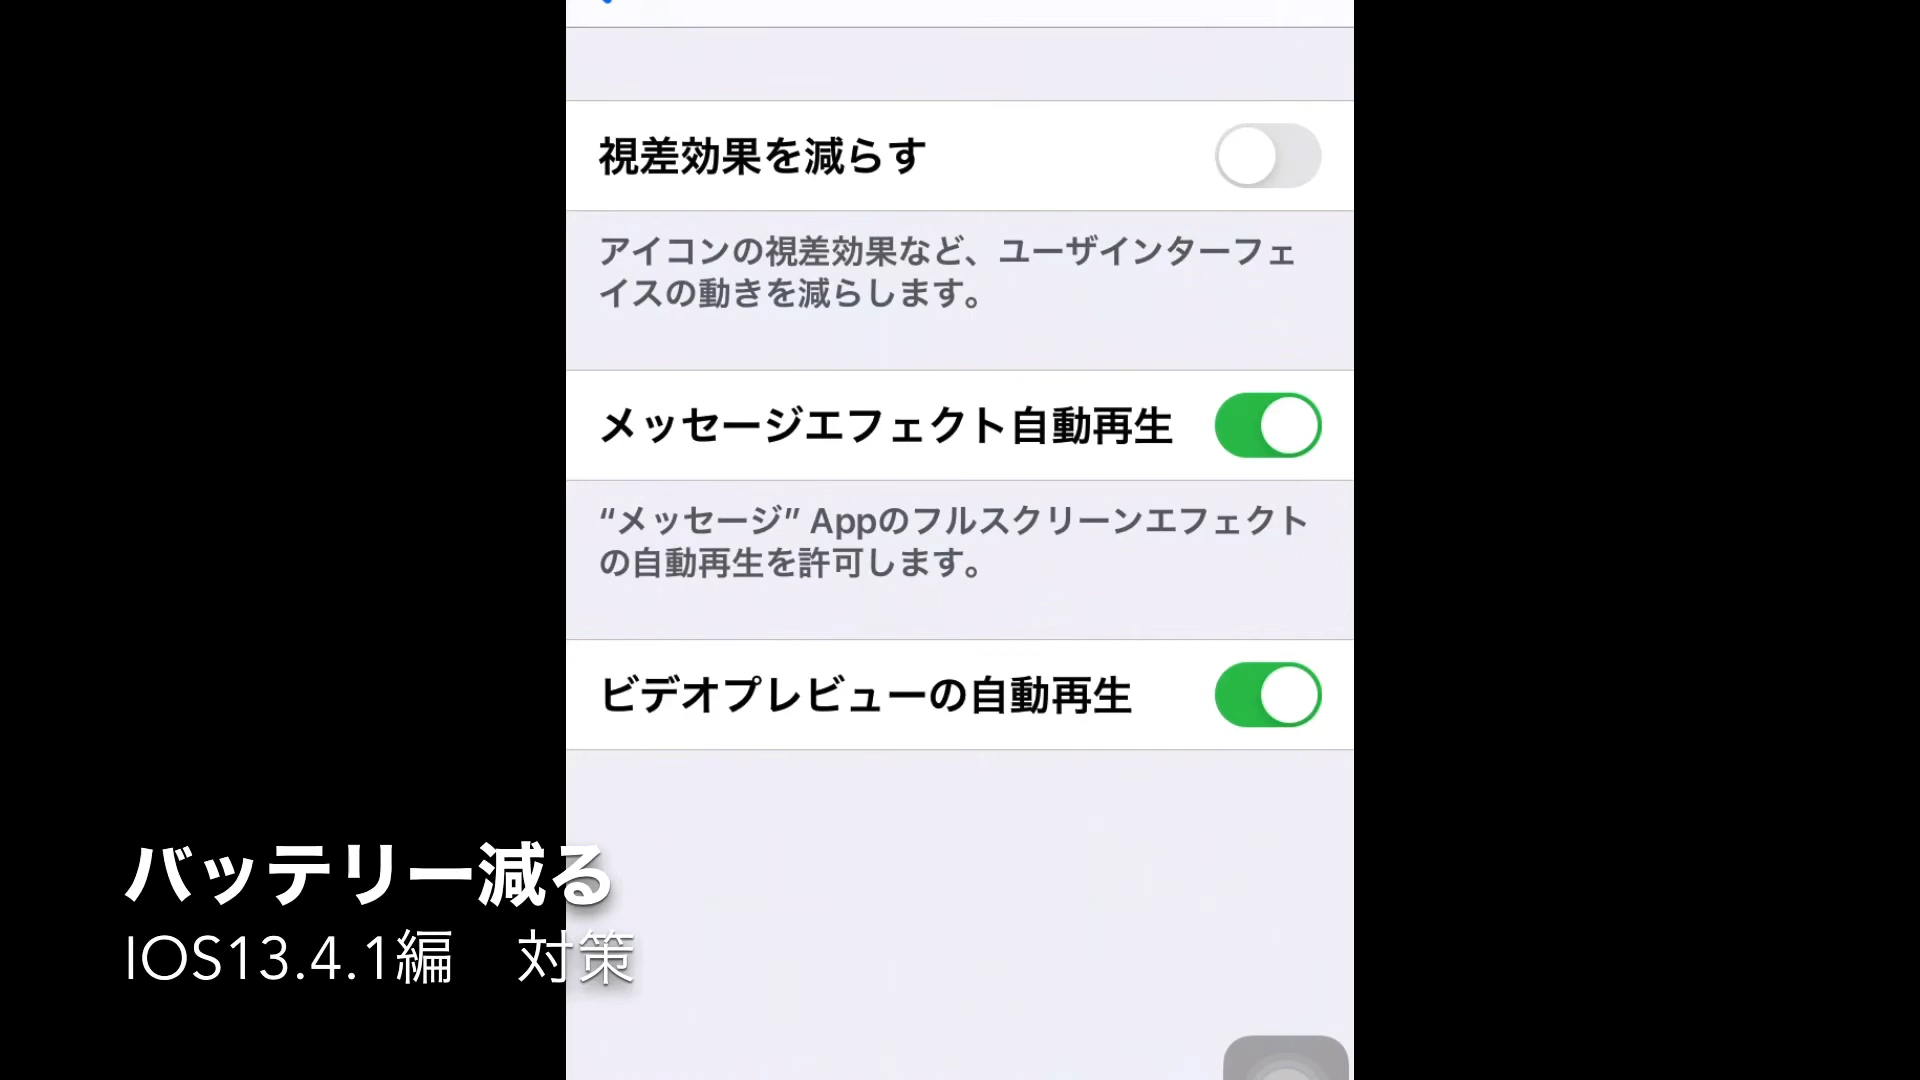 視差効果を減らす
アイコンの視差効果など、ユーザインターフェ
イスの動きを減らします。
メッセージエフェクト自動再生
“メッセージ” Appのフルスクリーンエフェクト
の自動再生を許可します。
ビデオプレビューの自動再生
バッテリー減る
IOS13.4.1編　対策